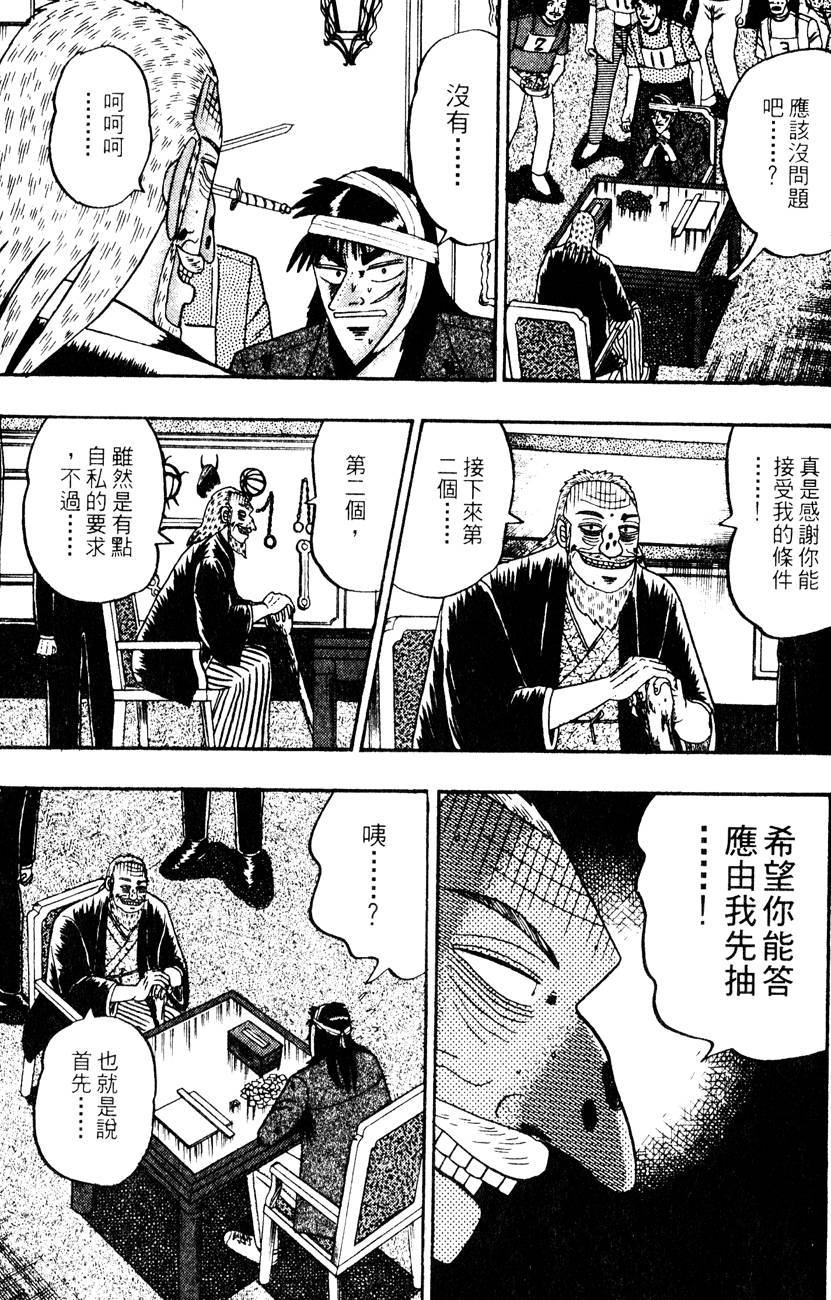 應該沒問題
吧……?
2
11
3
沒有……
呵呵呵
………
真是感謝你能
接受我的條件
………!
接下來第
二個……
第二個，
雖然是有點
自私的要求
，不過……
希望你能答
應由我先抽
………!
咦……?
也就是說
首先……